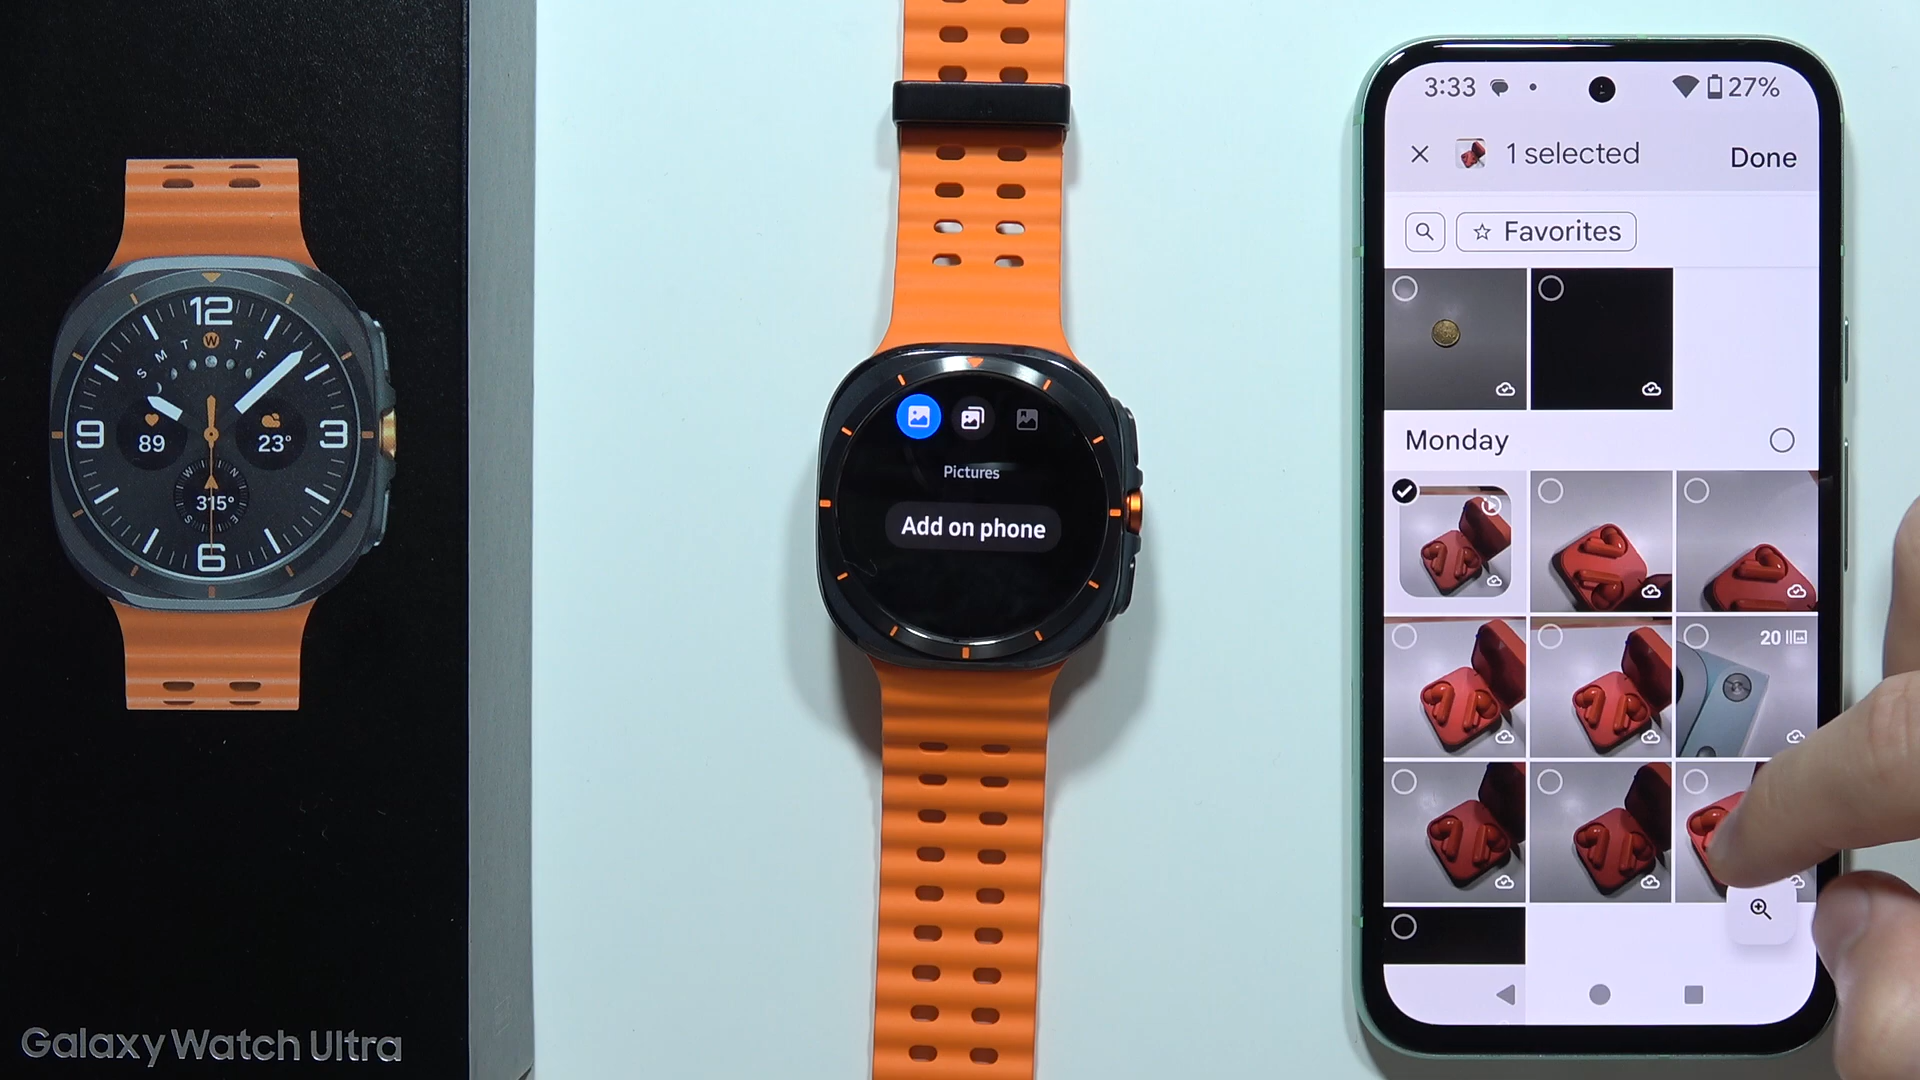 12
S M T W T F
9
89
23°
3
W N
315°
S E
6
Galaxy Watch Ultra
Pictures
Add on phone
3:33
27%
1 selected
Done
Favorites
Monday
20